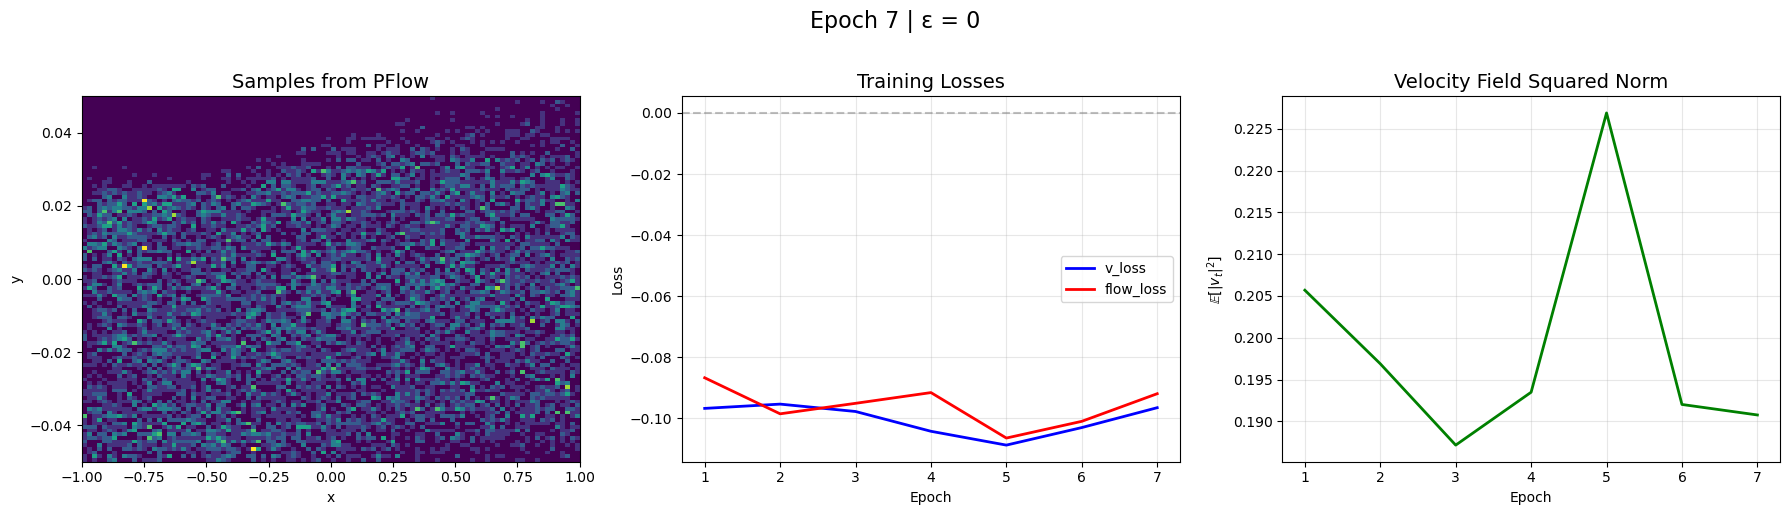 Epoch 7 | ε = 0
Samples from PFlow
0.04
0.02
0.00
−0.02
−0.04
y
−1.00 −0.75 −0.50 −0.25 0.00 0.25 0.50 0.75 1.00
x
Training Losses
0.00
−0.02
−0.04
−0.06
−0.08
−0.10
Loss
v_loss
flow_loss
1 2 3 4 5 6 7
Epoch
Velocity Field Squared Norm
0.225
0.220
0.215
0.210
0.205
0.200
0.195
0.190
𝔼[|v_t|²]
1 2 3 4 5 6 7
Epoch